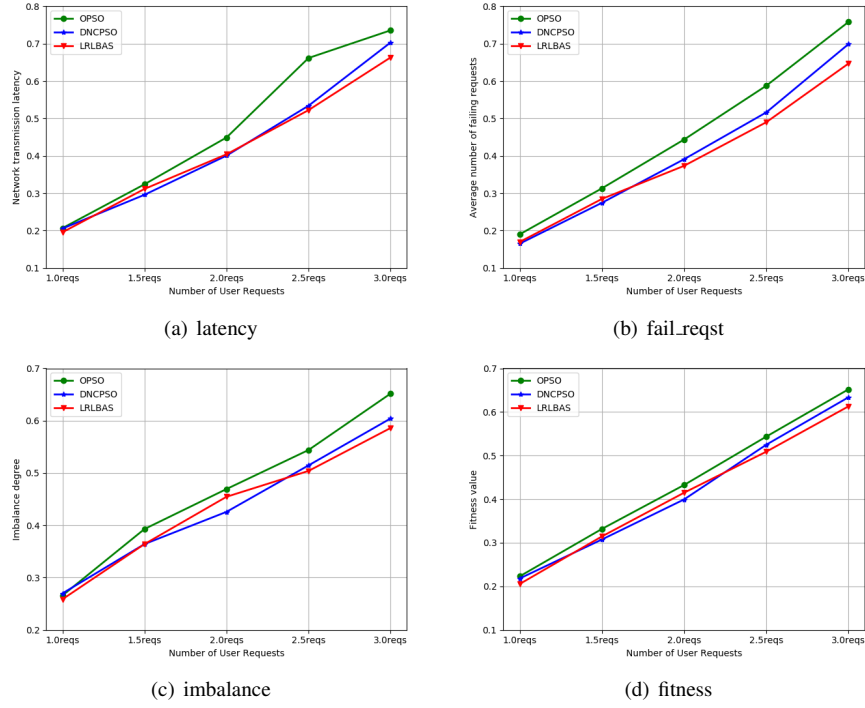 0.8
0.7
0.6
0.5
0.4
0.3
0.2
0.1
Network transmission latency
OPSO
DNCPSO
LRLBAS
1.0reqs 1.5reqs 2.0reqs 2.5reqs 3.0reqs
Number of User Requests
(a) latency
0.8
0.7
0.6
0.5
0.4
0.3
0.2
0.1
Average number of failing requests
OPSO
DNCPSO
LRLBAS
1.0reqs 1.5reqs 2.0reqs 2.5reqs 3.0reqs
Number of User Requests
(b) fail_reqst
0.7
0.6
0.5
0.4
0.3
0.2
Imbalance degree
OPSO
DNCPSO
LRLBAS
1.0reqs 1.5reqs 2.0reqs 2.5reqs 3.0reqs
Number of User Requests
(c) imbalance
0.7
0.6
0.5
0.4
0.3
0.2
0.1
Fitness value
OPSO
DNCPSO
LRLBAS
1.0reqs 1.5reqs 2.0reqs 2.5reqs 3.0reqs
Number of User Requests
(d) fitness